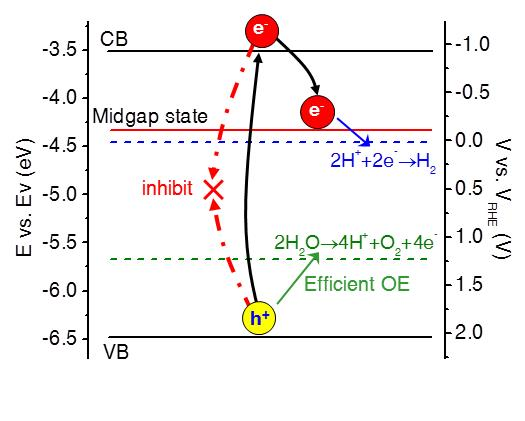 CB
e⁻
-3.5
-1.0
-0.5
-4.0
e⁻
Midgap state
0.0
-4.5
2H⁺+2e⁻→H₂
E vs. Ev (eV)
V vs. V_RHE (V)
inhibit
-5.0
0.5
2H₂O→4H⁺+O₂+4e⁻
1.0
-5.5
Efficient OE
-6.0
1.5
h⁺
2.0
-6.5
VB